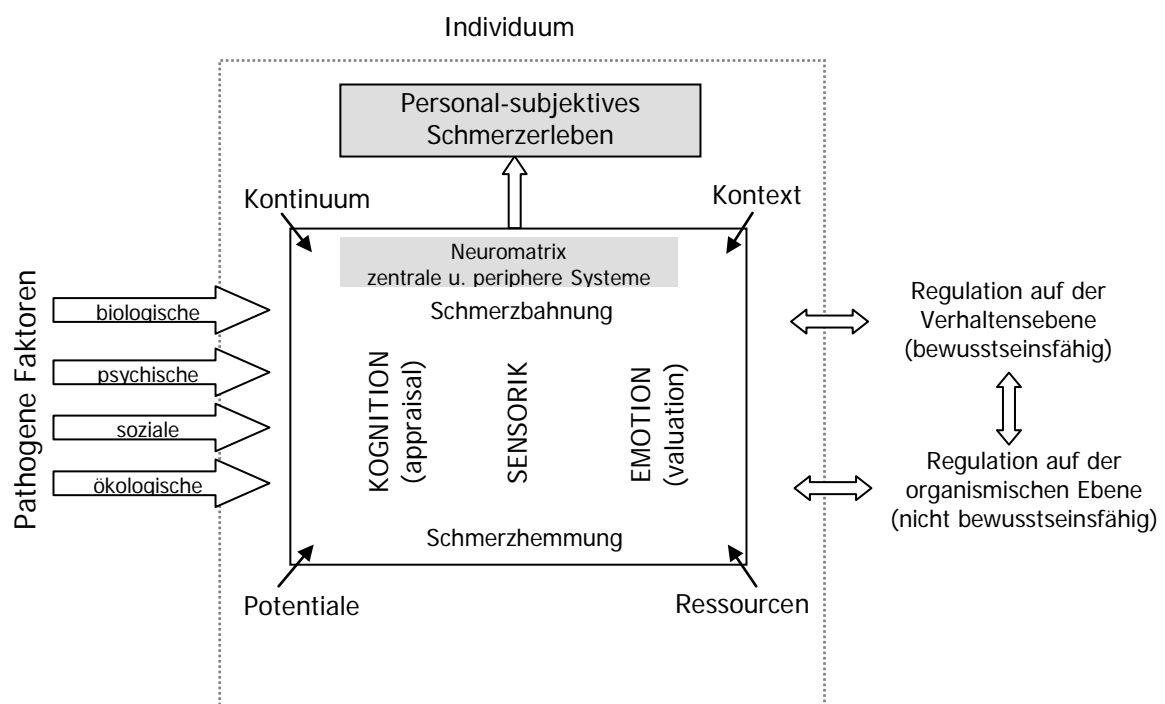 Individuum
Personal-subjektives
Schmerzerleben
Kontinuum
Kontext
Neuromatrix
zentrale u. periphere Systeme
Schmerzbahnung
Pathogene Faktoren
biologische
psychische
soziale
ökologische
KOGNITION
(appraisal)
SENSORIK
EMOTION
(valuation)
Schmerzhemmung
Potentiale
Ressourcen
Regulation auf der
Verhaltensebene
(bewusstseinsfähig)
Regulation auf der
organismischen Ebene
(nicht bewusstseinsfähig)